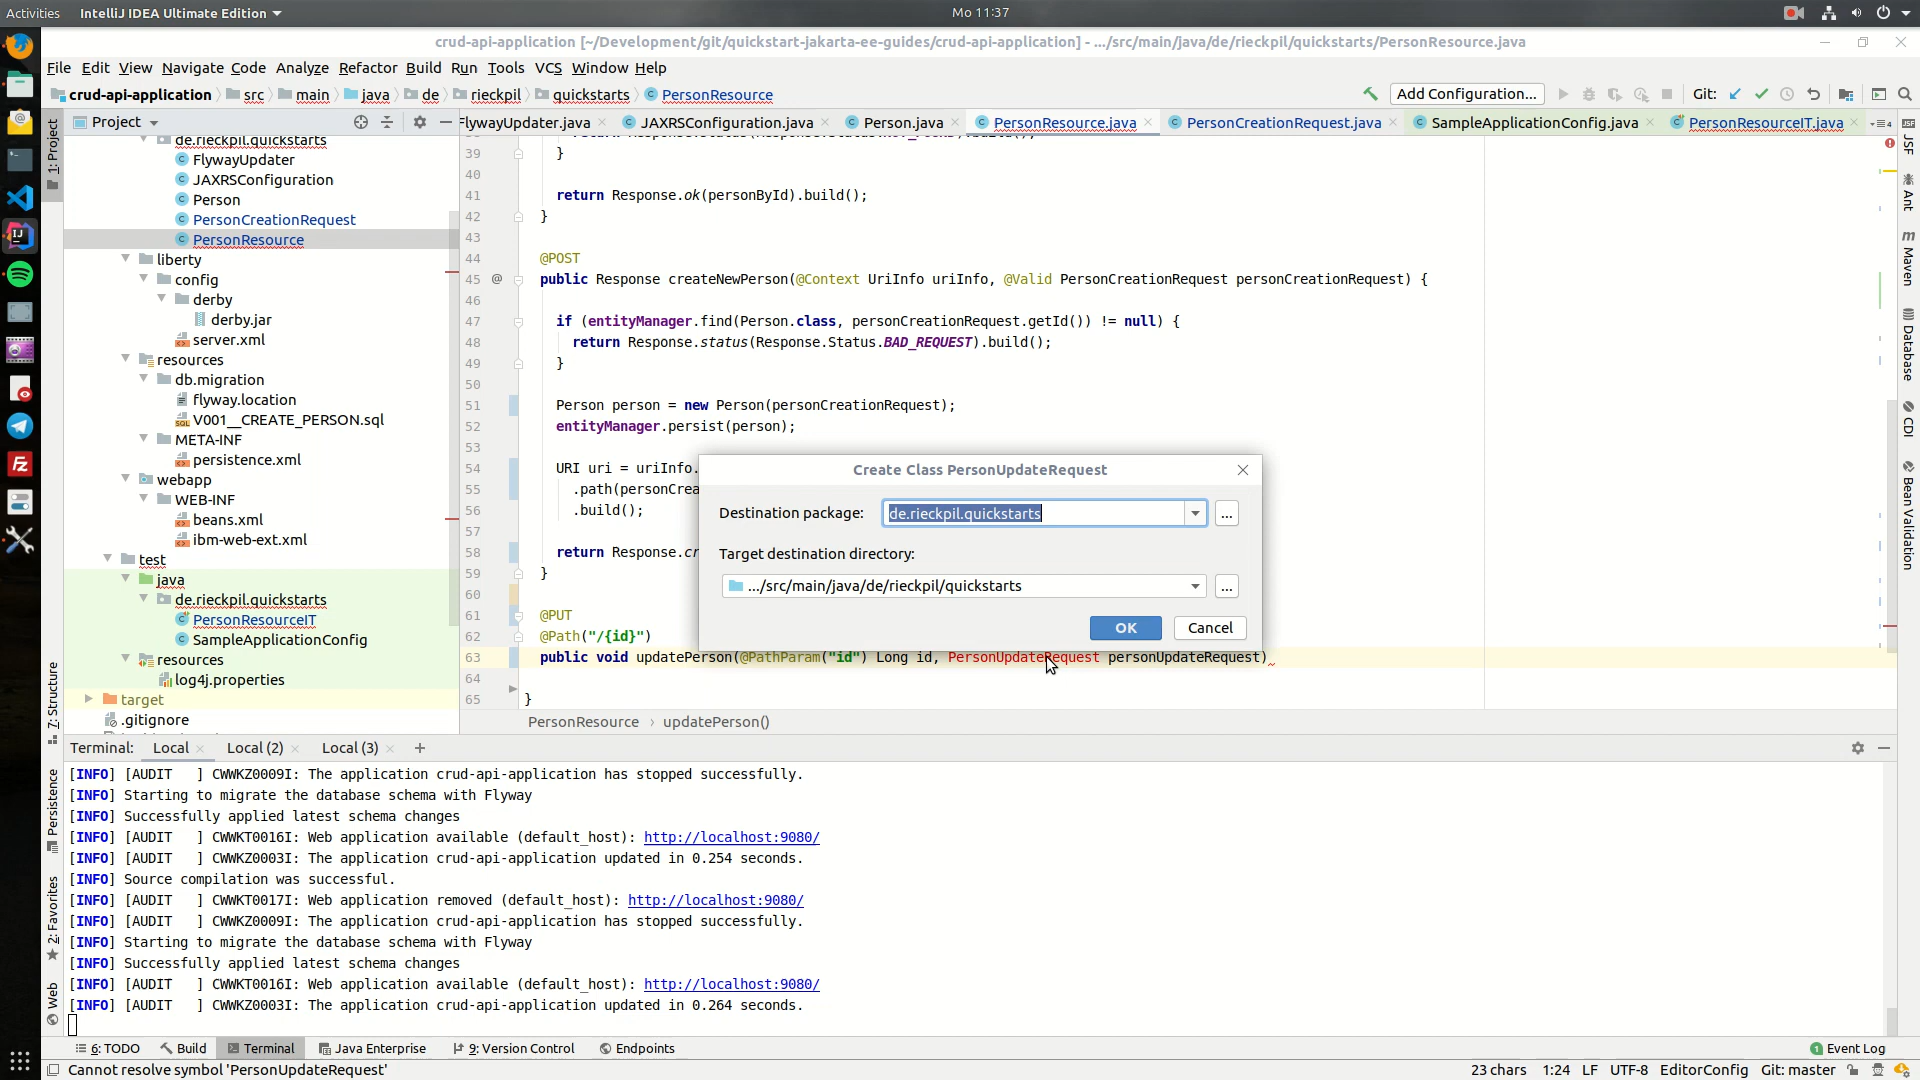 Activities IntelliJ IDEA Ultimate Edition Mo 11:37
crud-api-application [~/Development/git/quickstart-jakarta-ee-guides/crud-api-application] - .../src/main/java/de/rieckpil/quickstarts/PersonResource.java
File Edit View Navigate Code Analyze Refactor Build Run Tools VCS Window Help
crud-api-application src main java de rieckpil quickstarts PersonResource Add Configuration... Git:
Project FlywayUpdater.java JAXRSConfiguration.java Person.java PersonResource.java PersonCreationRequest.java SampleApplicationConfig.java PersonResourceIT.java
1: Project
7: Structure
Persistence
2: Favorites
Web
de.rieckpil.quickstarts
FlywayUpdater
JAXRSConfiguration
Person
PersonCreationRequest
PersonResource
liberty
config
derby
derby.jar
server.xml
resources
db.migration
flyway.location
V001__CREATE_PERSON.sql
META-INF
persistence.xml
webapp
WEB-INF
beans.xml
ibm-web-ext.xml
test
java
de.rieckpil.quickstarts
PersonResourceIT
SampleApplicationConfig
resources
log4j.properties
target
.gitignore
39 }
40
41 return Response.ok(personById).build();
42 }
43
44 @POST
45 @ public Response createNewPerson(@Context UriInfo uriInfo, @Valid PersonCreationRequest personCreationRequest) {
46
47 if (entityManager.find(Person.class, personCreationRequest.getId()) != null) {
48 return Response.status(Response.Status.BAD_REQUEST).build();
49 }
50
51 Person person = new Person(personCreationRequest);
52 entityManager.persist(person);
53
54 URI uri = uriInfo.
55 .path(personCrea
56 .build();
57
58 return Response.cr
59 }
60
61 @PUT
62 @Path("/{id}")
63 public void updatePerson(@PathParam("id") Long id, PersonUpdateRequest personUpdateRequest)
64
65 }
PersonResource › updatePerson()
Create Class PersonUpdateRequest
Destination package: de.rieckpil.quickstarts ...
Target destination directory:
.../src/main/java/de/rieckpil/quickstarts ...
OK Cancel
JSF
Ant
m Maven
Database
CDI
Bean Validation
Terminal: Local Local (2) Local (3) +
[INFO] [AUDIT   ] CWWKZ0009I: The application crud-api-application has stopped successfully.
[INFO] Starting to migrate the database schema with Flyway
[INFO] Successfully applied latest schema changes
[INFO] [AUDIT   ] CWWKT0016I: Web application available (default_host): http://localhost:9080/
[INFO] [AUDIT   ] CWWKZ0003I: The application crud-api-application updated in 0.254 seconds.
[INFO] Source compilation was successful.
[INFO] [AUDIT   ] CWWKT0017I: Web application removed (default_host): http://localhost:9080/
[INFO] [AUDIT   ] CWWKZ0009I: The application crud-api-application has stopped successfully.
[INFO] Starting to migrate the database schema with Flyway
[INFO] Successfully applied latest schema changes
[INFO] [AUDIT   ] CWWKT0016I: Web application available (default_host): http://localhost:9080/
[INFO] [AUDIT   ] CWWKZ0003I: The application crud-api-application updated in 0.264 seconds.
6: TODO Build Terminal Java Enterprise 9: Version Control Endpoints 1 Event Log
Cannot resolve symbol 'PersonUpdateRequest' 23 chars 1:24 LF UTF-8 EditorConfig Git: master